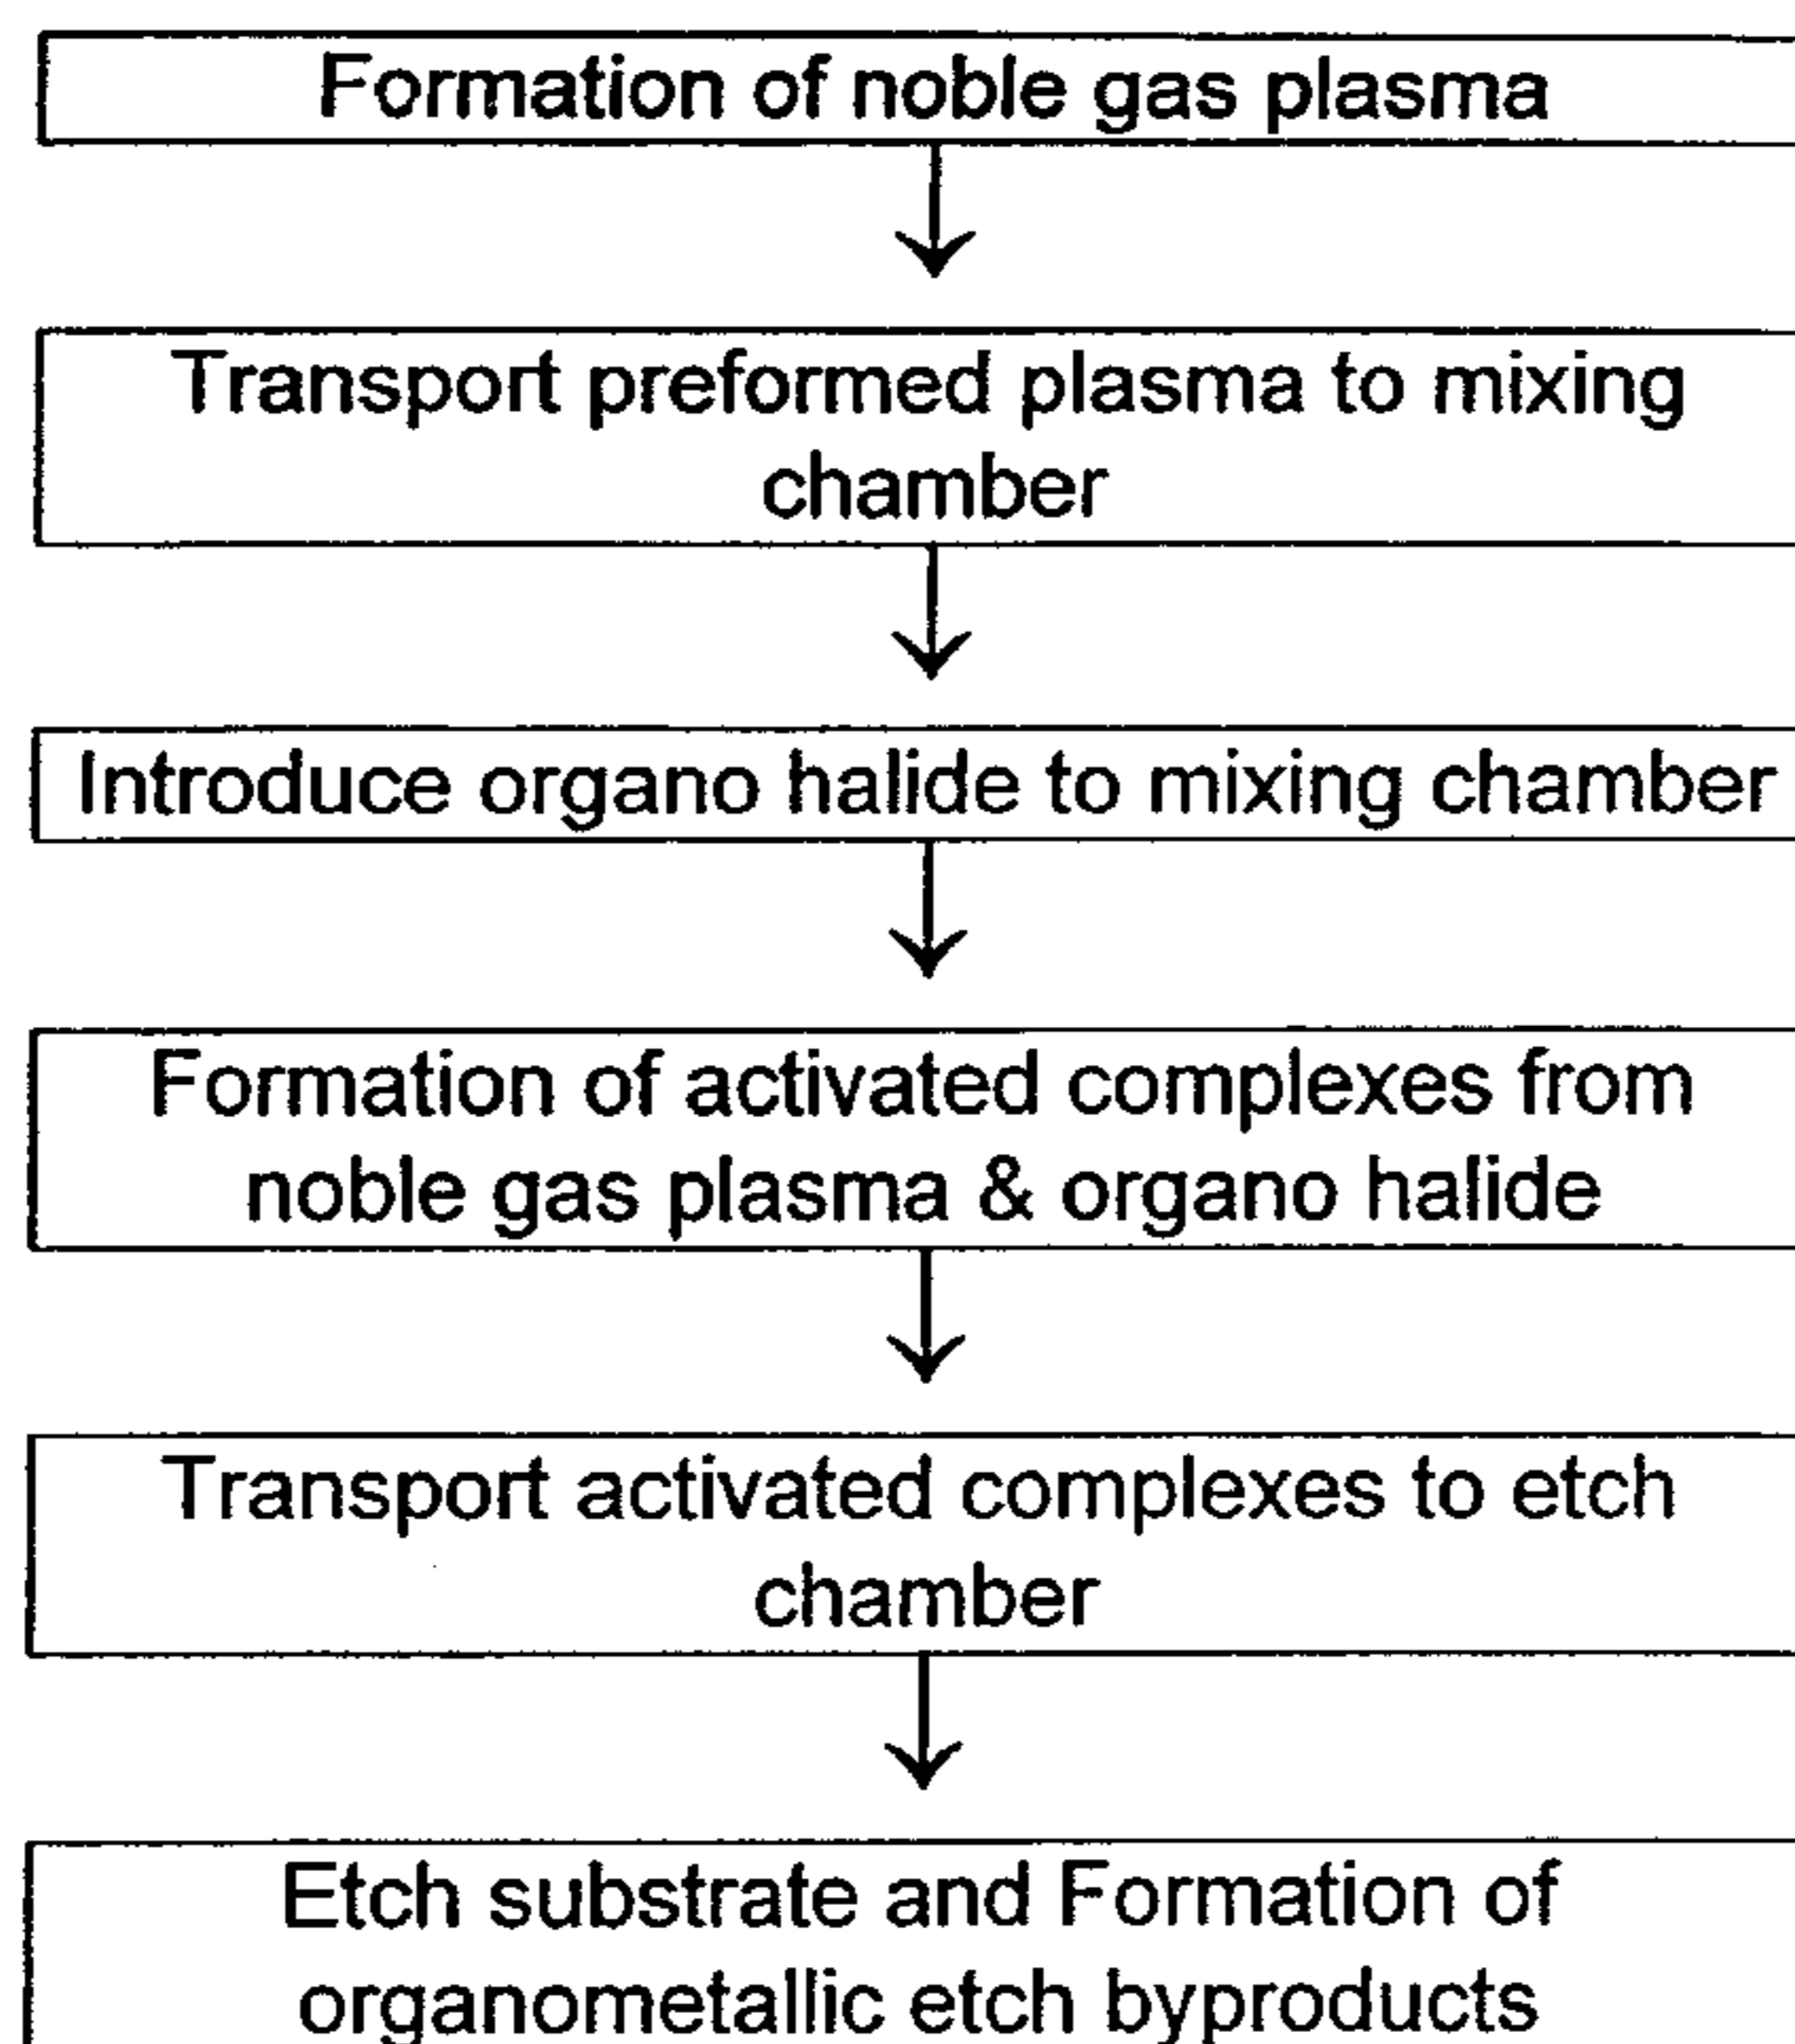 Formation of noble gas plasma
Transport preformed plasma to mixing
chamber
Introduce organo halide to mixing chamber
Formation of activated complexes from
noble gas plasma & organo halide
Transport activated complexes to etch
chamber
Etch substrate and Formation of
organometallic etch byproducts